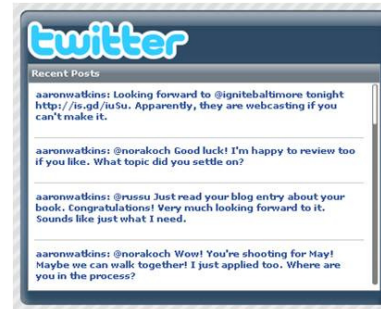 twitter
Recent Posts
aaronwatkins: Looking forward to @ignitebaltimore tonight
http://is.gd/iuSu. Apparently, they are webcasting if you
can't make it.
aaronwatkins: @norakoch Good luck! I'm happy to review too
if you like. What topic did you settle on?
aaronwatkins: @russu Just read your blog entry about your
book. Congratulations! Very much looking forward to it.
Sounds like just what I need.
aaronwatkins: @norakoch Wow! You're shooting for May!
Maybe we can walk together! I just applied too. Where are
you in the process?